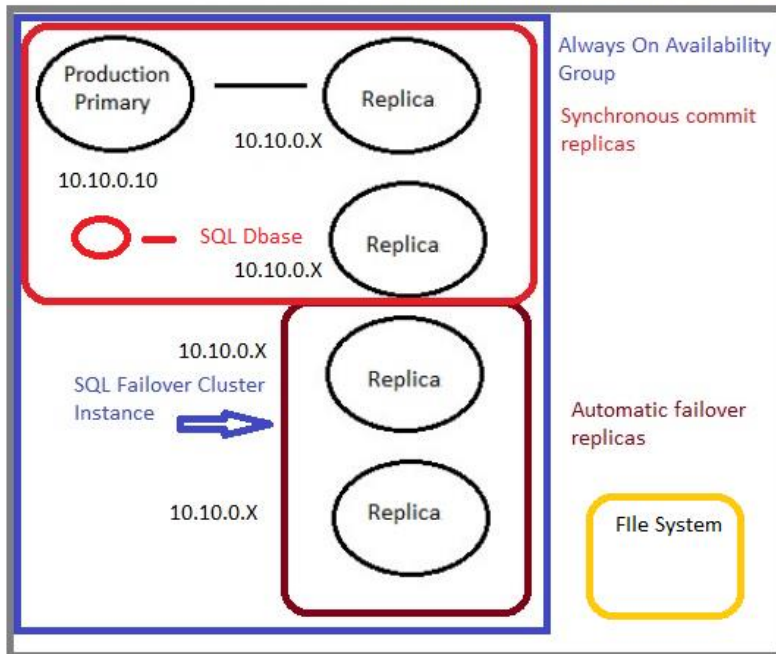 Production
Primary
Replica
10.10.0.X
10.10.0.10
SQL Dbase
Replica
10.10.0.X
10.10.0.X
SQL Failover Cluster
Instance
Replica
10.10.0.X
Replica
Always On Availability
Group
Synchronous commit
replicas
Automatic failover
replicas
FIle System